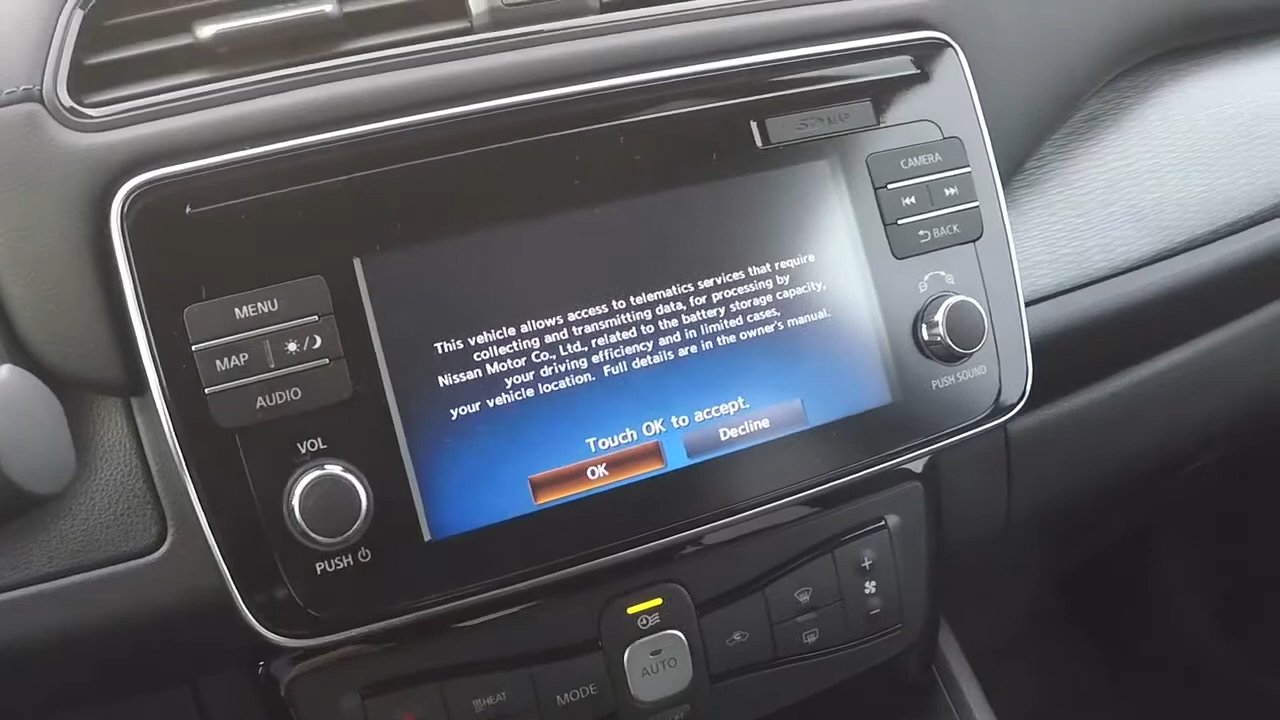 SD MAP
CAMERA
BACK
MENU
MAP
AUDIO
VOL
PUSH
This vehicle allows access to telematics services that require
collecting and transmitting data, for processing by
Nissan Motor Co., Ltd., related to the battery storage capacity,
your driving efficiency and in limited cases,
your vehicle location. Full details are in the owner's manual.
Touch OK to accept.
OK
Decline
PUSH SOUND
HEAT
MODE
AUTO